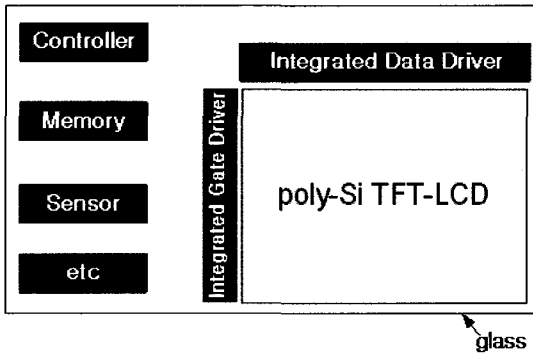 Controller
Integrated Data Driver
Memory
Integrated Gate Driver
poly-Si TFT-LCD
Sensor
etc
glass